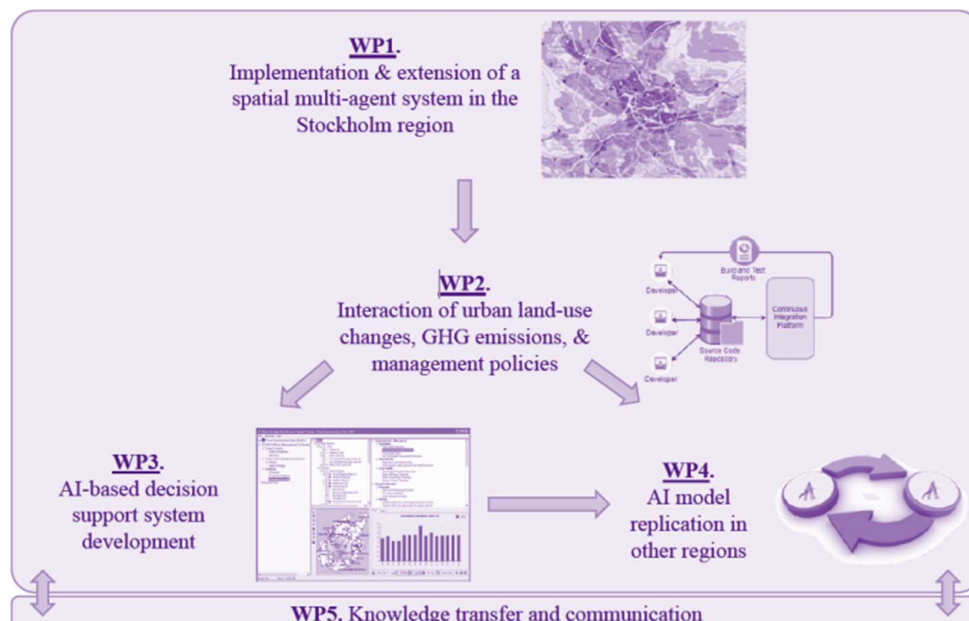 WP1.
Implementation & extension of a
spatial multi-agent system in the
Stockholm region
WP2.
Interaction of urban land-use
changes, GHG emissions, &
management policies
Build and Test
Reports
Developer
Developer
Developer
Continuous
Integration
Platform
Source Code
Repository
WP3.
AI-based decision
support system
development
WP4.
AI model
replication in
other regions
WP5. Knowledge transfer and communication